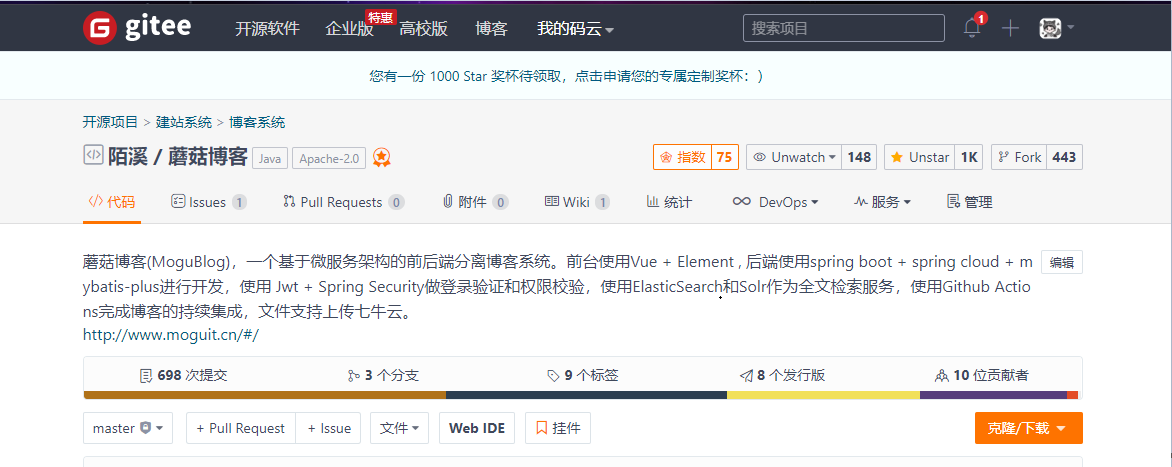 gitee 开源软件 企业版 特惠 高校版 博客 我的码云 搜索项目 1
您有一份 1000 Star 奖杯待领取，点击申请您的专属定制奖杯：）
开源项目 > 建站系统 > 博客系统
陌溪 / 蘑菇博客 Java Apache-2.0 指数 75 Unwatch 148 Unstar 1K Fork 443
代码 Issues 1 Pull Requests 0 附件 0 Wiki 1 统计 DevOps 服务 管理
蘑菇博客(MoguBlog)，一个基于微服务架构的前后端分离博客系统。前台使用Vue + Element , 后端使用spring boot + spring cloud + m 编辑
ybatis-plus进行开发，使用 Jwt + Spring Security做登录验证和权限校验，使用ElasticSearch和Solr作为全文检索服务，使用Github Actio
ns完成博客的持续集成，文件支持上传七牛云。
http://www.moguit.cn/#/
698 次提交 3 个分支 9 个标签 8 个发行版 10 位贡献者
master + Pull Request + Issue 文件 Web IDE 挂件 克隆/下载